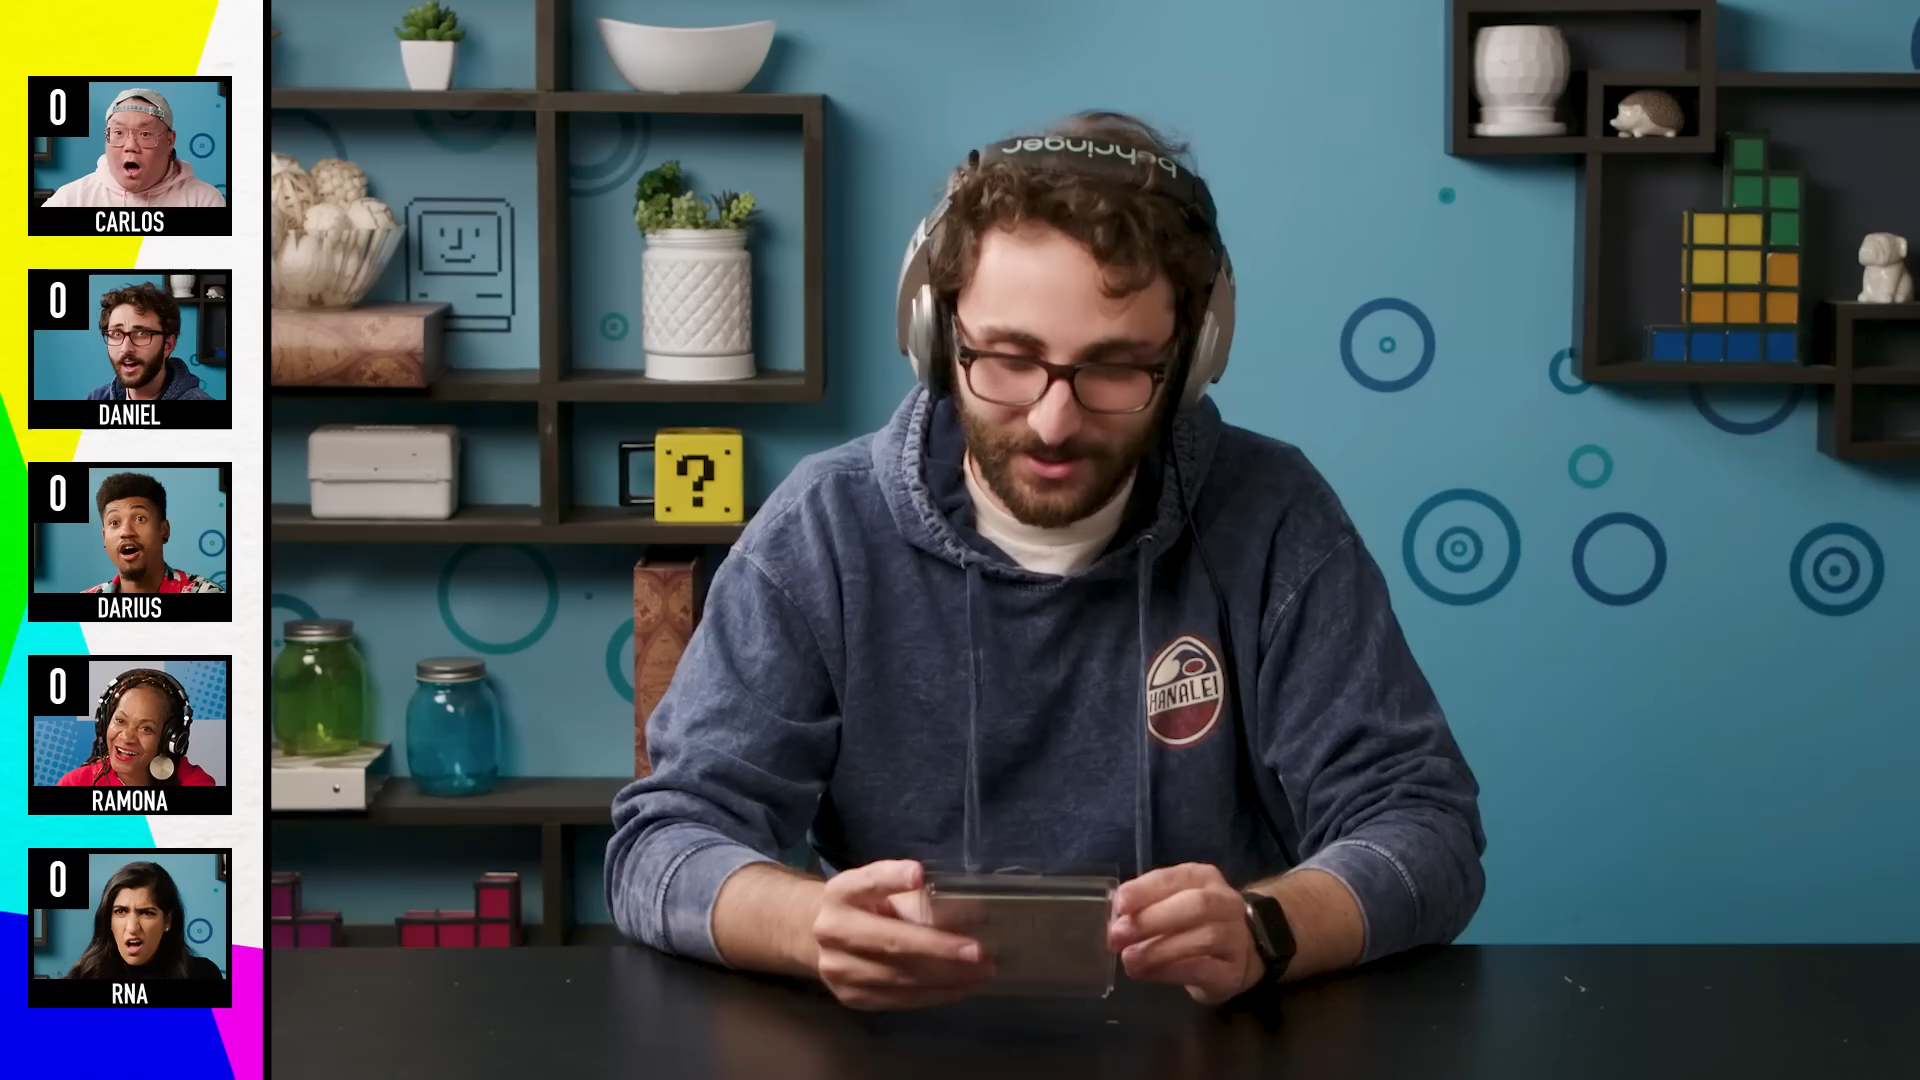 0
CARLOS
0
DANIEL
0
DARIUS
0
RAMONA
0
RNA
behringer
?
HANALEI